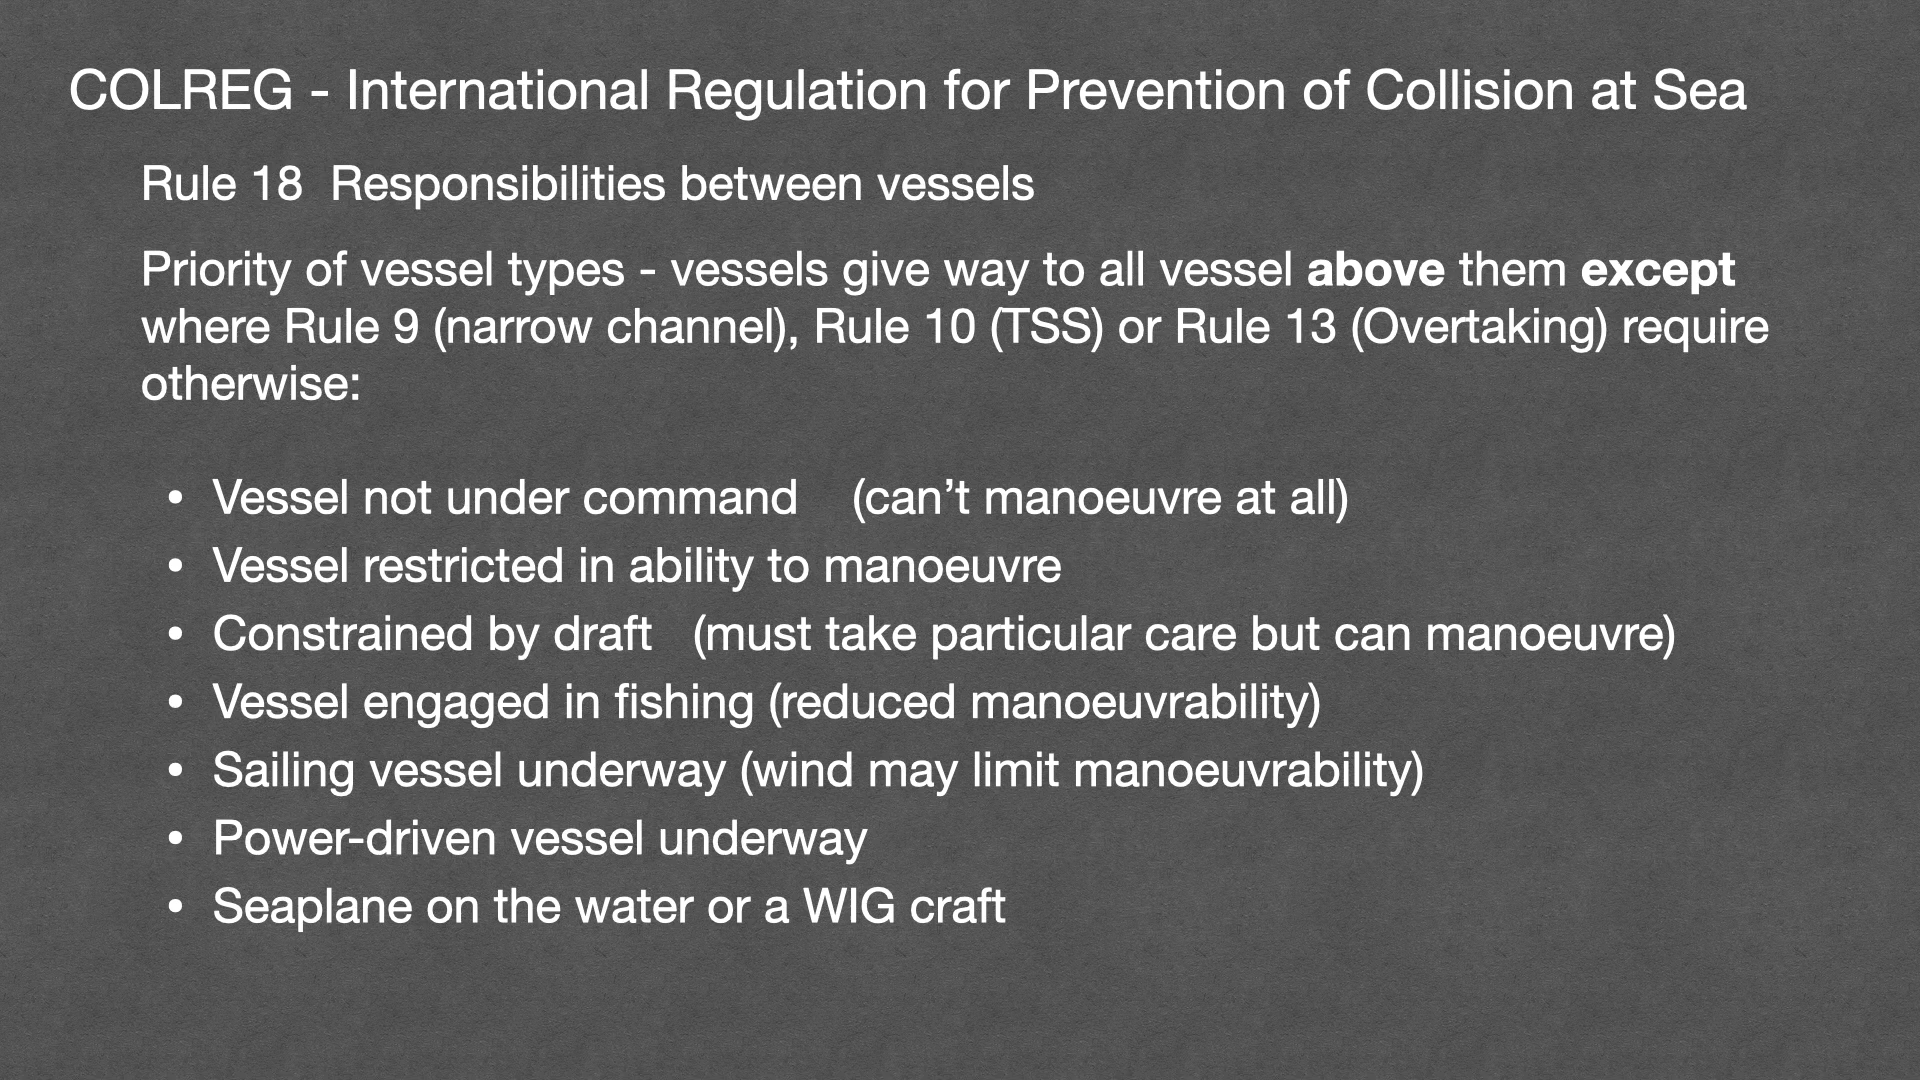 COLREG - International Regulation for Prevention of Collision at Sea
Rule 18  Responsibilities between vessels
Priority of vessel types - vessels give way to all vessel above them except
where Rule 9 (narrow channel), Rule 10 (TSS) or Rule 13 (Overtaking) require
otherwise:
• Vessel not under command    (can’t manoeuvre at all)
• Vessel restricted in ability to manoeuvre
• Constrained by draft   (must take particular care but can manoeuvre)
• Vessel engaged in fishing (reduced manoeuvrability)
• Sailing vessel underway (wind may limit manoeuvrability)
• Power-driven vessel underway
• Seaplane on the water or a WIG craft